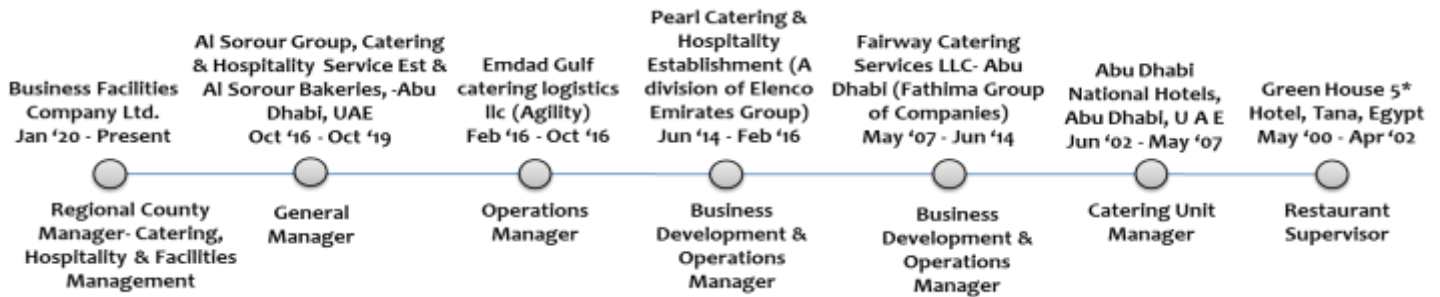 Business Facilities
Company Ltd.
Jan ‘20 - Present
Al Sorour Group, Catering
& Hospitality Service Est &
Al Sorour Bakeries, -Abu
Dhabi, UAE
Oct ‘16 - Oct ‘19
Emdad Gulf
catering logistics
llc (Agility)
Feb ‘16 - Oct ‘16
Pearl Catering &
Hospitality
Establishment (A
division of Elenco
Emirates Group)
Jun ‘14 - Feb ‘16
Fairway Catering
Services LLC- Abu
Dhabi (Fathima Group
of Companies)
May ‘07 - Jun ‘14
Abu Dhabi
National Hotels,
Abu Dhabi, U A E
Jun ‘02 - May ‘07
Green House 5*
Hotel, Tana, Egypt
May ‘00 - Apr ‘02
Regional County
Manager- Catering,
Hospitality & Facilities
Management
General
Manager
Operations
Manager
Business
Development &
Operations
Manager
Business
Development &
Operations
Manager
Catering Unit
Manager
Restaurant
Supervisor